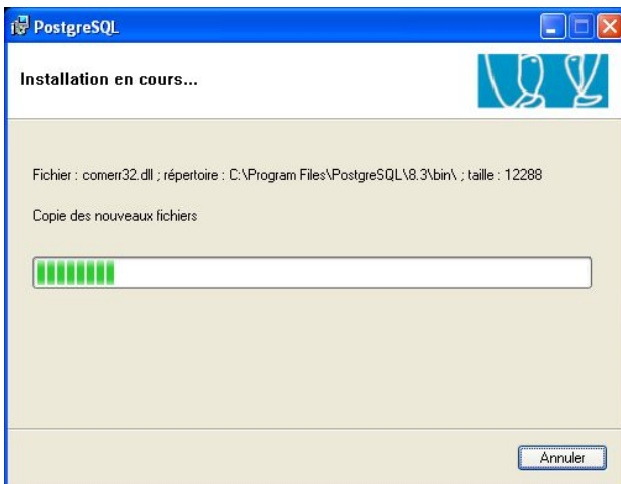 PostgreSQL
Installation en cours...
Fichier : comerr32.dll ; répertoire : C:\Program Files\PostgreSQL\8.3\bin\ ; taille : 12288
Copie des nouveaux fichiers
Annuler